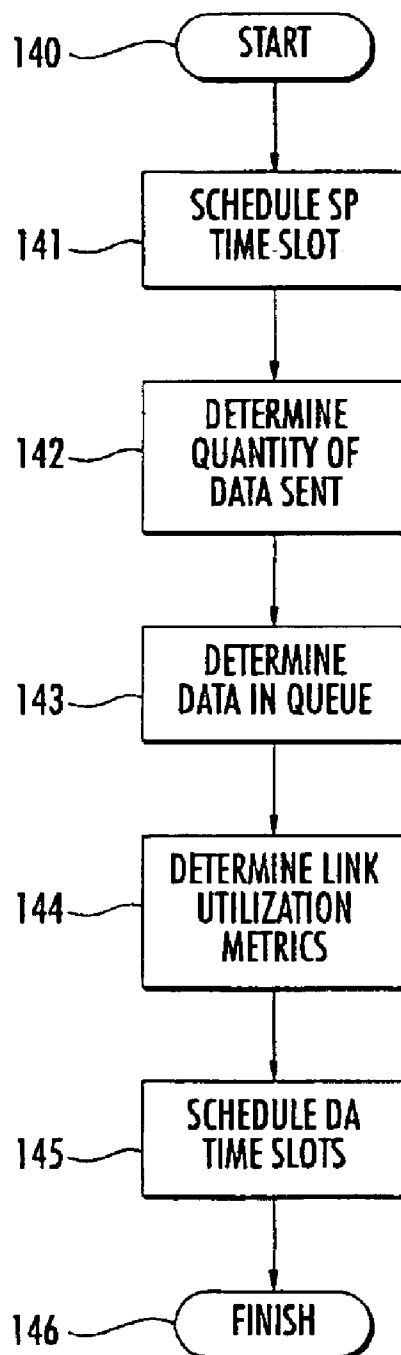 140
START
141
SCHEDULE SP
TIME SLOT
142
DETERMINE
QUANTITY OF
DATA SENT
143
DETERMINE
DATA IN QUEUE
144
DETERMINE LINK
UTILIZATION
METRICS
145
SCHEDULE DA
TIME SLOTS
146
FINISH